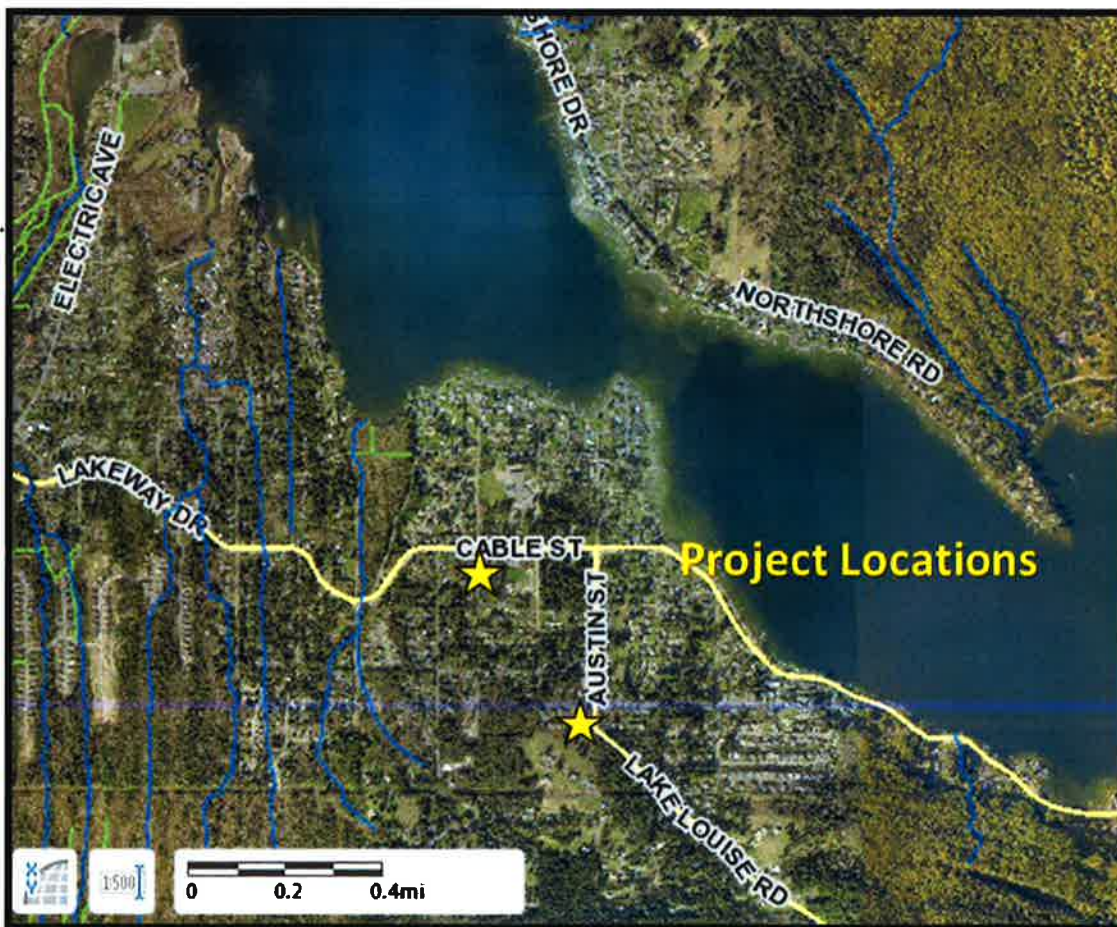 SHORE DR
ELECTRIC AVE
NORTHSHORE RD
LAKEWAY DR
CABLE ST
Project Locations
AUSTIN ST
LAKE LOUISE RD
X
Y
1:500
0 0.2 0.4mi